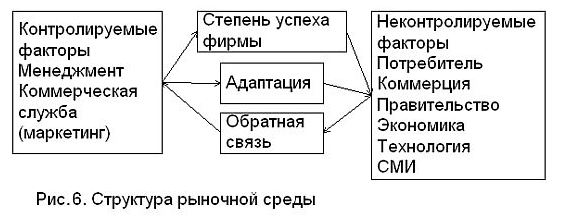 Контролируемые
факторы
Менеджмент
Коммерческая
служба
(маркетинг)
Степень успеха
фирмы
Адаптация
Обратная
связь
Неконтролируемые
факторы
Потребитель
Коммерция
Правительство
Экономика
Технология
СМИ
Рис.6. Структура рыночной среды